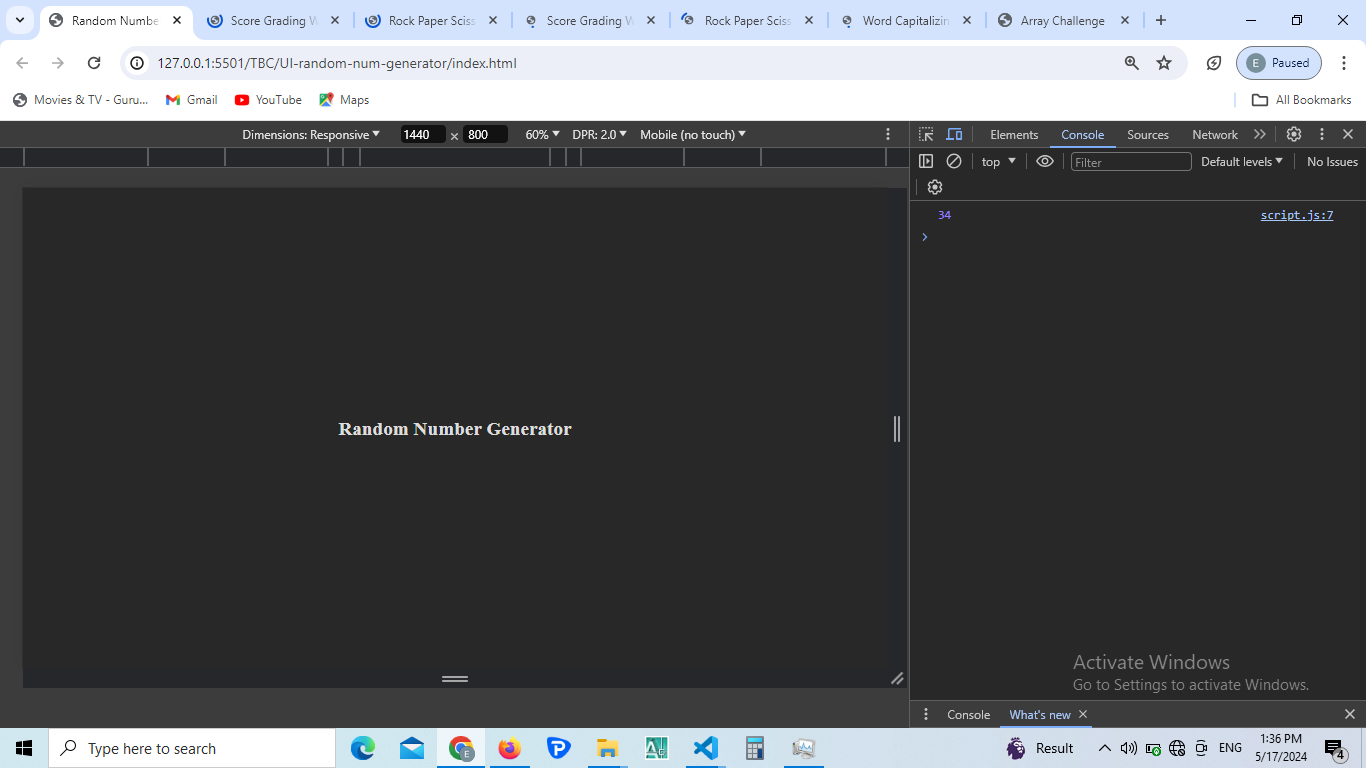 Random Numbe
Score Grading W
Rock Paper Sciss
Score Grading W
Rock Paper Sciss
Word Capitalizin
Array Challenge
127.0.0.1:5501/TBC/UI-random-num-generator/index.html
E Paused
Movies & TV - Guru...
Gmail
YouTube
Maps
All Bookmarks
Dimensions: Responsive 1440 x 800 60% DPR: 2.0 Mobile (no touch)
Elements Console Sources Network
top Filter Default levels No Issues
34 script.js:7
Random Number Generator
Activate Windows
Go to Settings to activate Windows.
Console What's new
Type here to search
Result
ENG
1:36 PM
5/17/2024
4